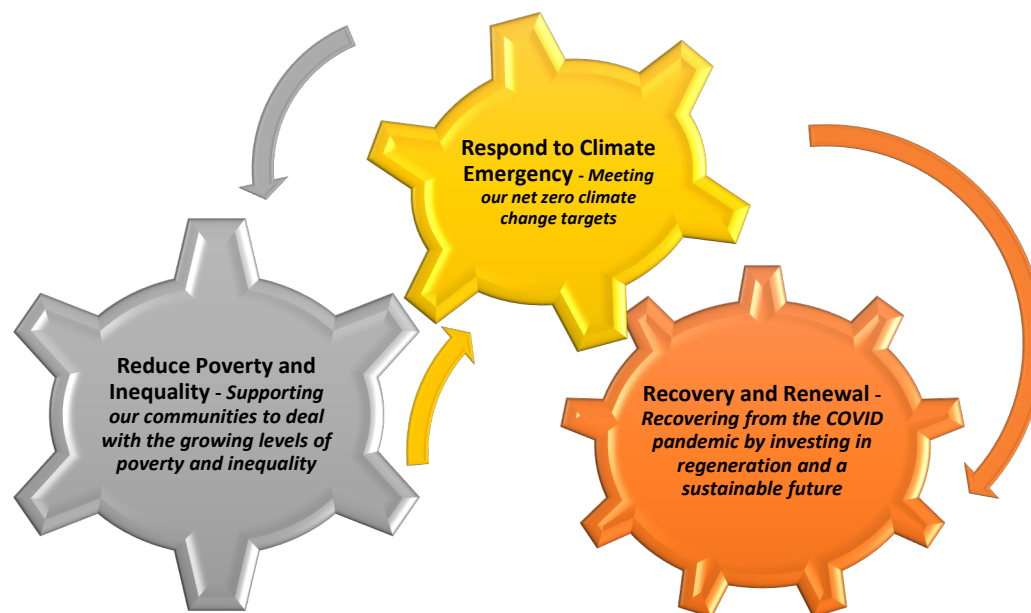 Respond to Climate
Emergency - Meeting
our net zero climate
change targets
Reduce Poverty and
Inequality - Supporting
our communities to deal
with the growing levels of
poverty and inequality
Recovery and Renewal -
Recovering from the COVID
pandemic by investing in
regeneration and a
sustainable future